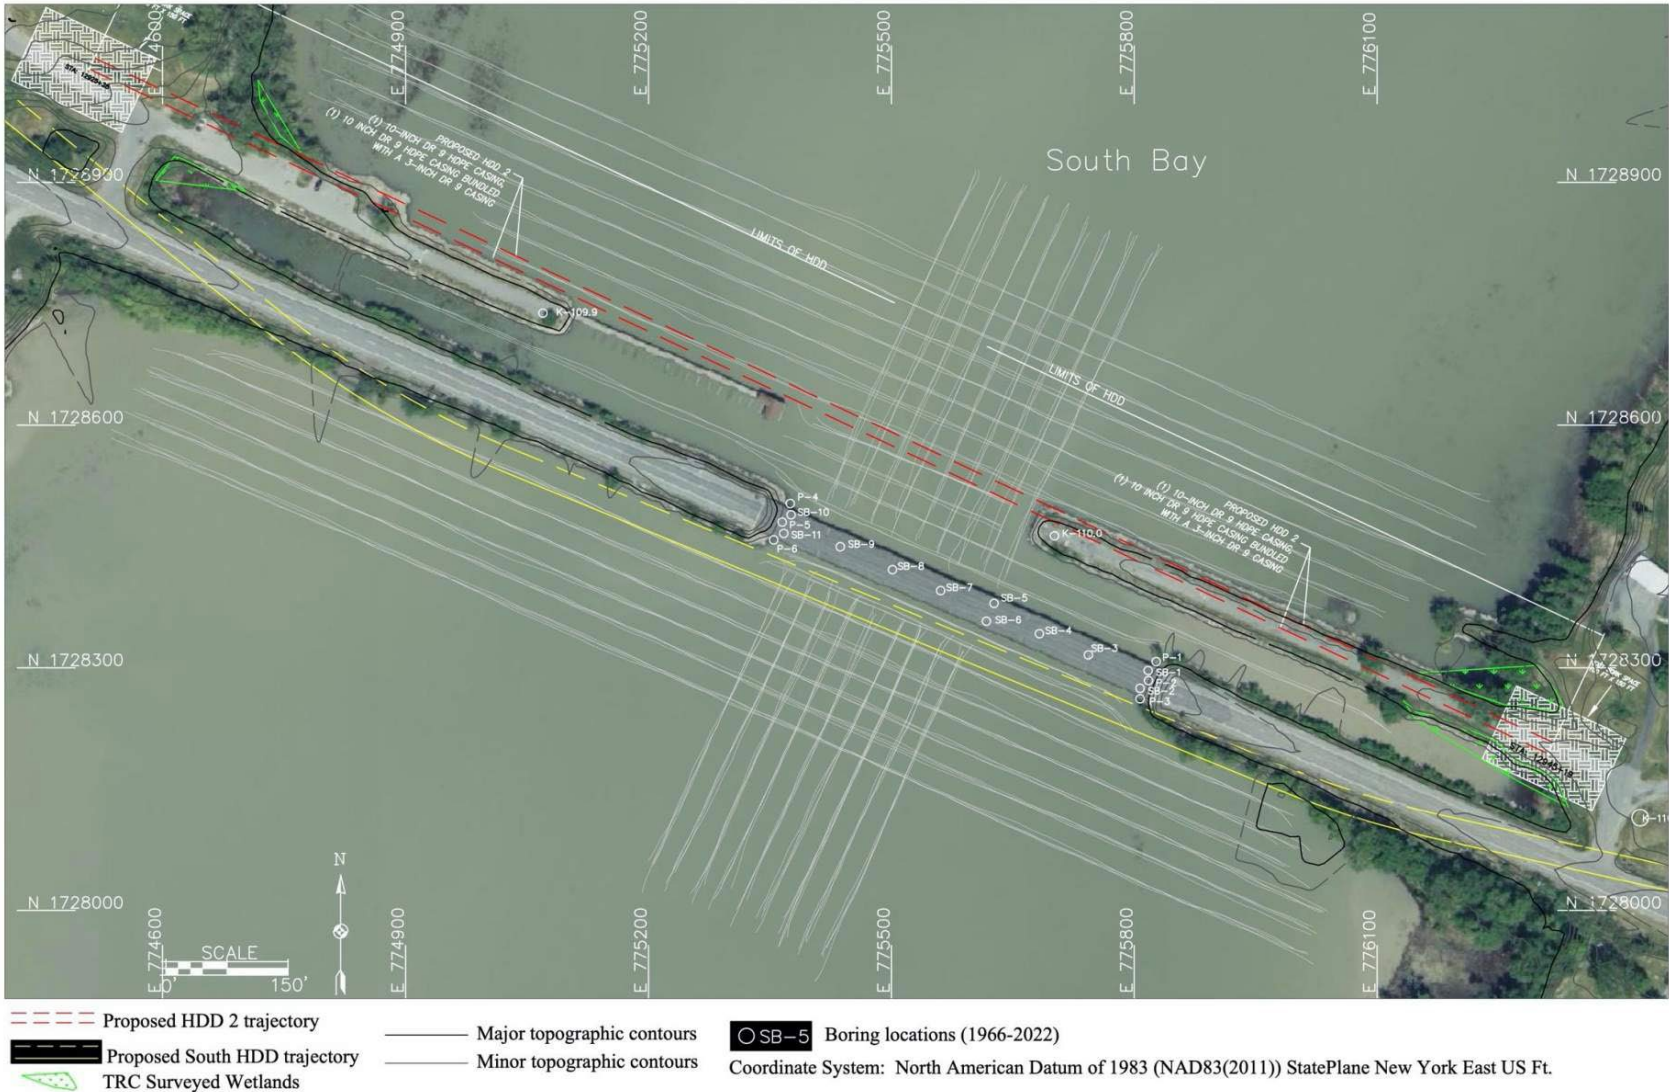 E 774600
E 774900
E 775200
E 775500
E 775800
E 776100
South Bay
N 1728900
N 1728900
PROPOSED HDD 2
(1) 10-INCH DR 9 HDPE CASING,
(1) 10 INCH DR 9 HDPE CASING BUNDLED
WITH A 3-INCH DR 9 CASING
LIMITS OF HDD
K-109.9
LIMITS OF HDD
N 1728600
N 1728600
PROPOSED HDD 2
(1) 10-INCH DR 9 HDPE CASING,
(1) 10 INCH DR 9 HDPE CASING BUNDLED
WITH A 3-INCH DR 9 CASING
P-4
SB-10
P-5
SB-11
P-6
SB-9
SB-8
SB-7
SB-5
SB-6
SB-4
SB-3
K-110.0
P-1
SB-1
P-2
SB-2
P-3
N 1728300
N 1728300
N 1728000
N 1728000
N
SCALE
0' 150'
E 774600
E 774900
E 775200
E 775500
E 775800
E 776100
Proposed HDD 2 trajectory
Proposed South HDD trajectory
TRC Surveyed Wetlands
Major topographic contours
Minor topographic contours
SB-5 Boring locations (1966-2022)
Coordinate System: North American Datum of 1983 (NAD83(2011)) StatePlane New York East US Ft.